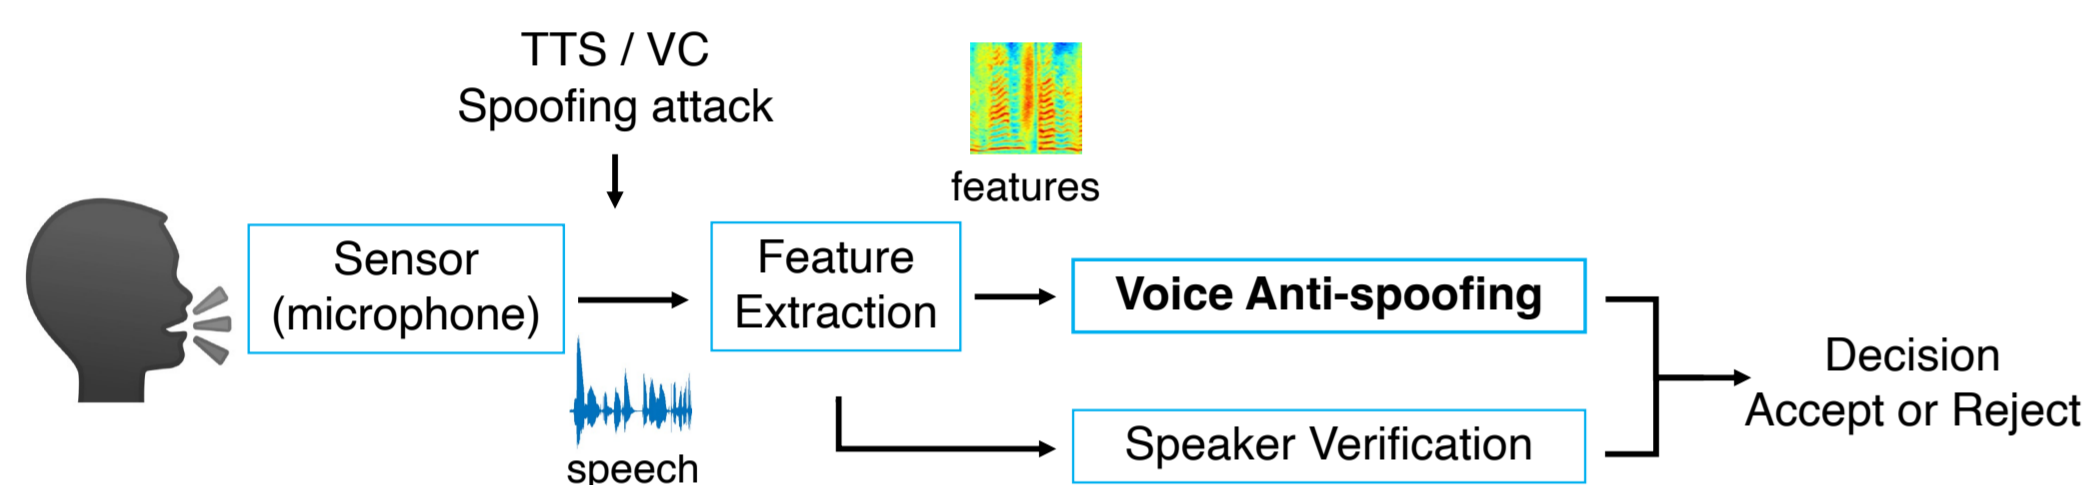 TTS / VC
Spoofing attack
features
Sensor
(microphone)
speech
Feature
Extraction
Voice Anti-spoofing
Speaker Verification
Decision
Accept or Reject